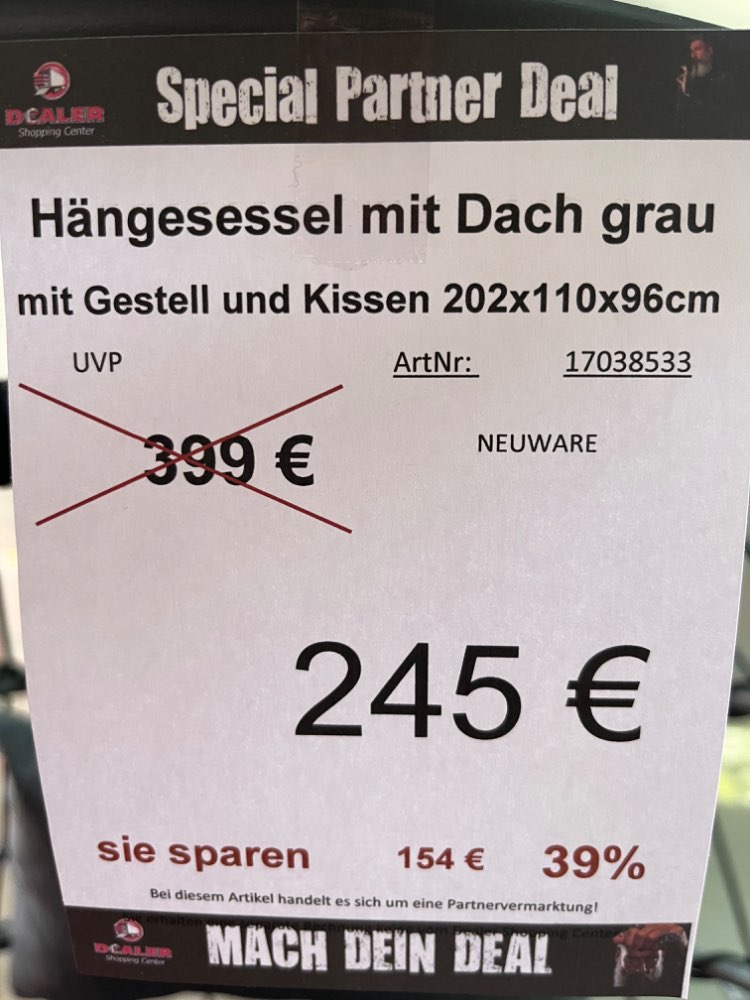 DEALER
Shopping Center
Special Partner Deal
Hängesessel mit Dach grau
mit Gestell und Kissen 202x110x96cm
UVP ArtNr: 17038533
399 € NEUWARE
245 €
sie sparen 154 € 39%
Bei diesem Artikel handelt es sich um eine Partnervermarktung!
DEALER
Shopping Center
MACH DEIN DEAL